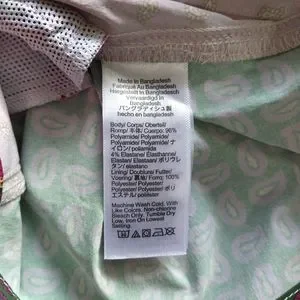 Made in Bangladesh
Fabriqué Au Bangladesh
Hergestellt in Bangladesch
Vervaardigd in
Bangladesh
バングラディッシュ製
hecho en bangladesh
Body/ Corps/ Oberteil/
Romp/ 本体/ Cuerpo: 96%
Polyamide/ Polyamide/
Polyamide/ Polyamide/ ナ
イロン/ poliamida
4% Elastane/ Élasthanne/
Elastan/ Elastaan/ ポリウレ
タン/ elastano
Lining/ Doublure/ Futter/
Voering/ 裏地/ Forro: 100%
Polyester/ Polyester/
Polyester/ Polyester/ ポリ
エステル/ poliéster
Machine Wash Cold. With
Like Colors. Non-chlorine
Bleach Only. Tumble Dry
Low. Iron On Lowest
Setting.